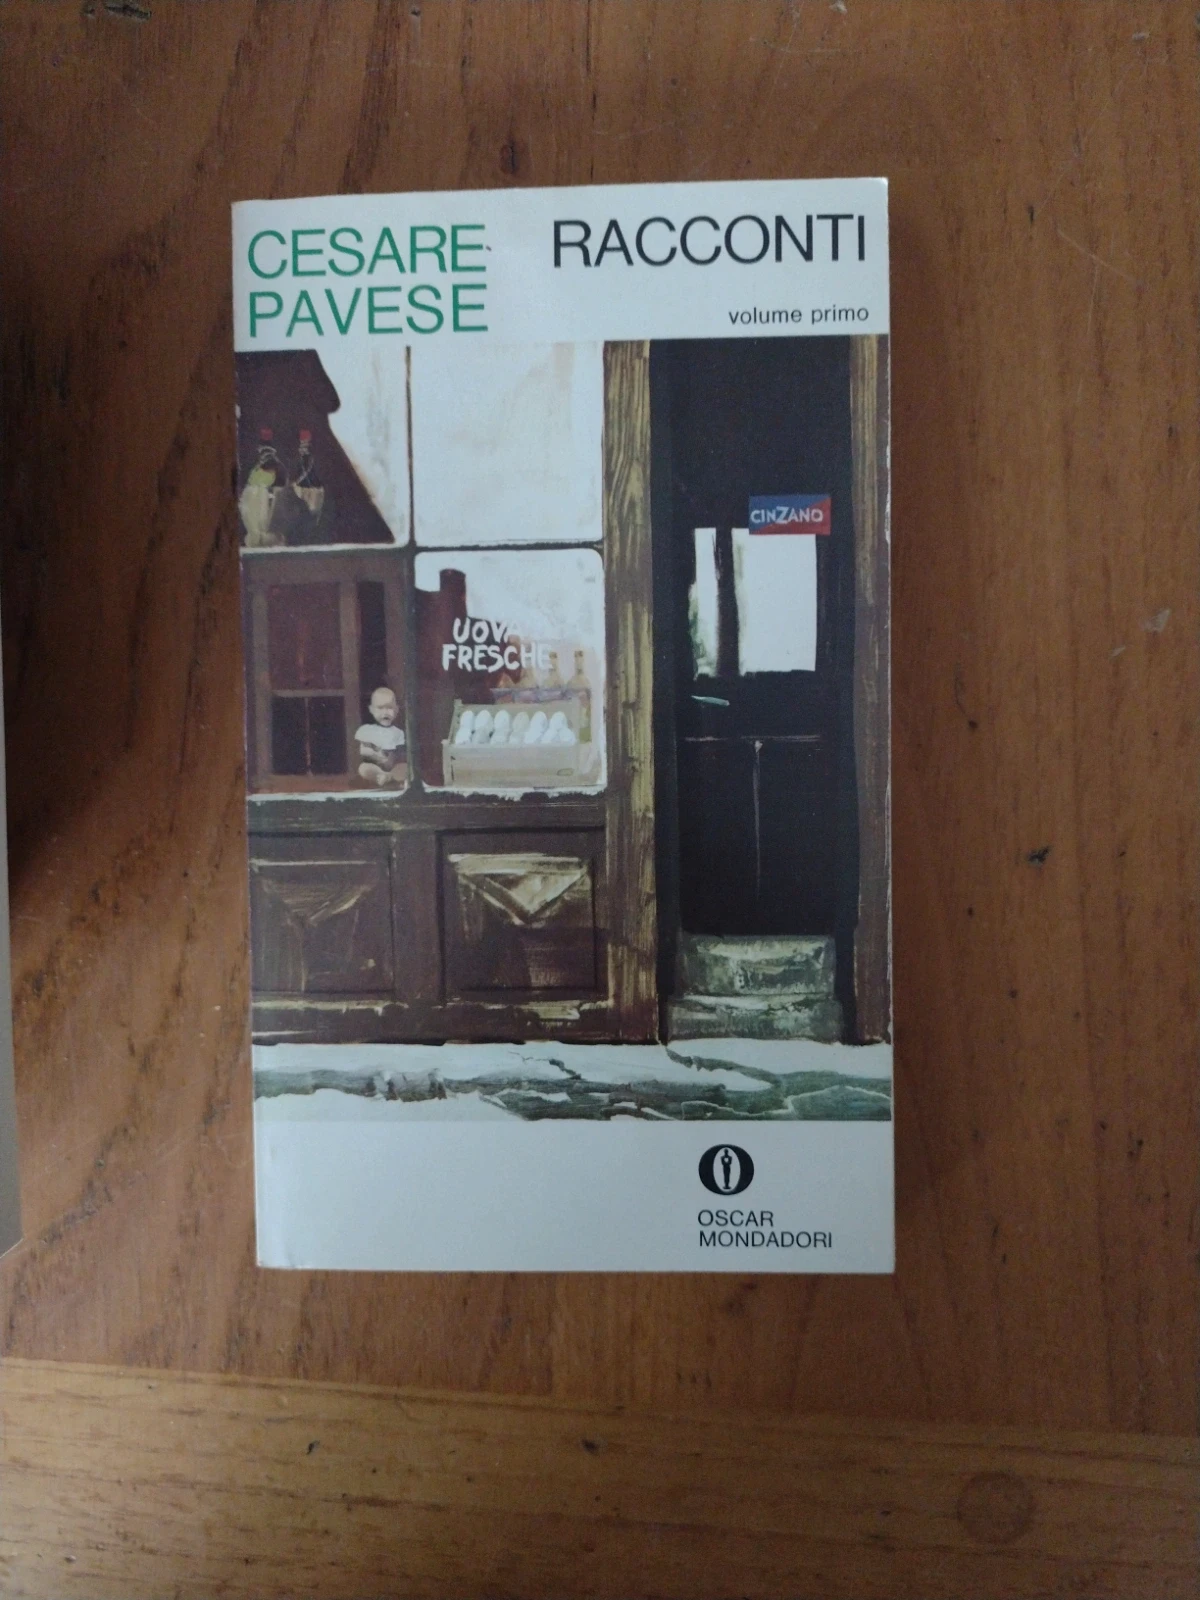 CESARE
PAVESE
RACCONTI
volume primo
CINZANO
UOVA
FRESCHE
OSCAR
MONDADORI